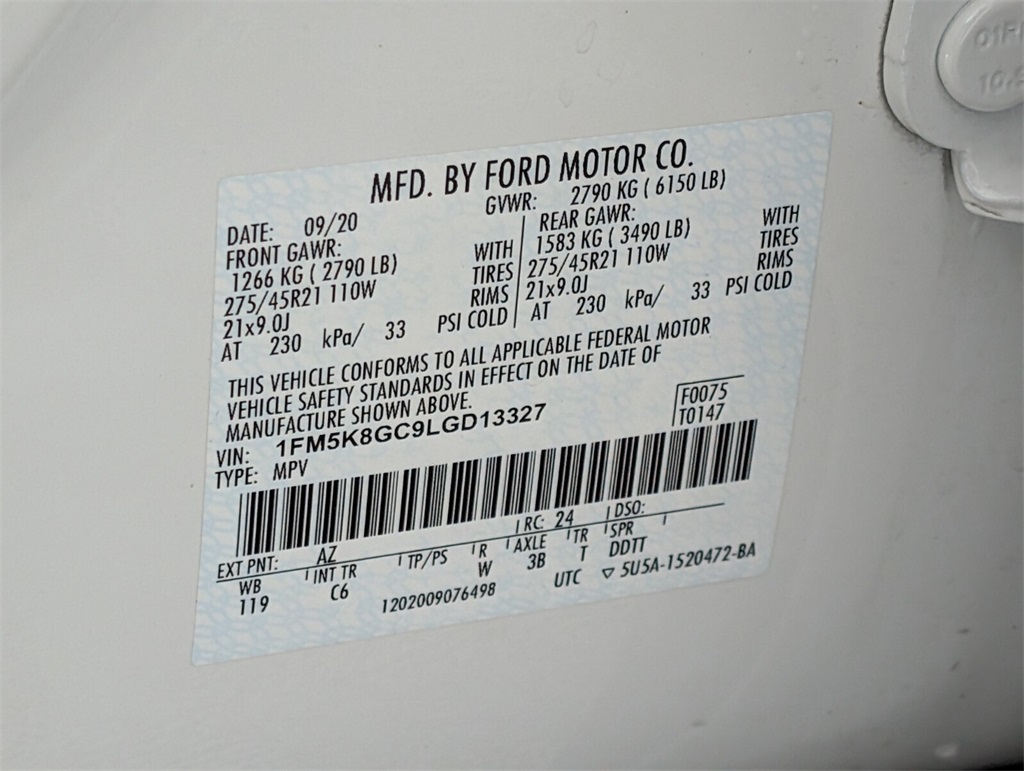 01
10.
MFD. BY FORD MOTOR CO.
DATE: 09/20 GVWR: 2790 KG ( 6150 LB)
FRONT GAWR: REAR GAWR:
1266 KG ( 2790 LB) WITH 1583 KG ( 3490 LB) WITH
275/45R21 110W TIRES 275/45R21 110W TIRES
21x9.0J RIMS 21x9.0J RIMS
AT 230 kPa/ 33 PSI COLD AT 230 kPa/ 33 PSI COLD
THIS VEHICLE CONFORMS TO ALL APPLICABLE FEDERAL MOTOR
VEHICLE SAFETY STANDARDS IN EFFECT ON THE DATE OF
MANUFACTURE SHOWN ABOVE.
VIN: 1FM5K8GC9LGD13327 F0075
TYPE: MPV T0147
EXT PNT: AZ RC: 24 DSO:
WB INT TR TP/PS R AXLE TR SPR
119 C6 W 3B T DDTT
1202009076498 UTC ▽ 5U5A-1520472-BA